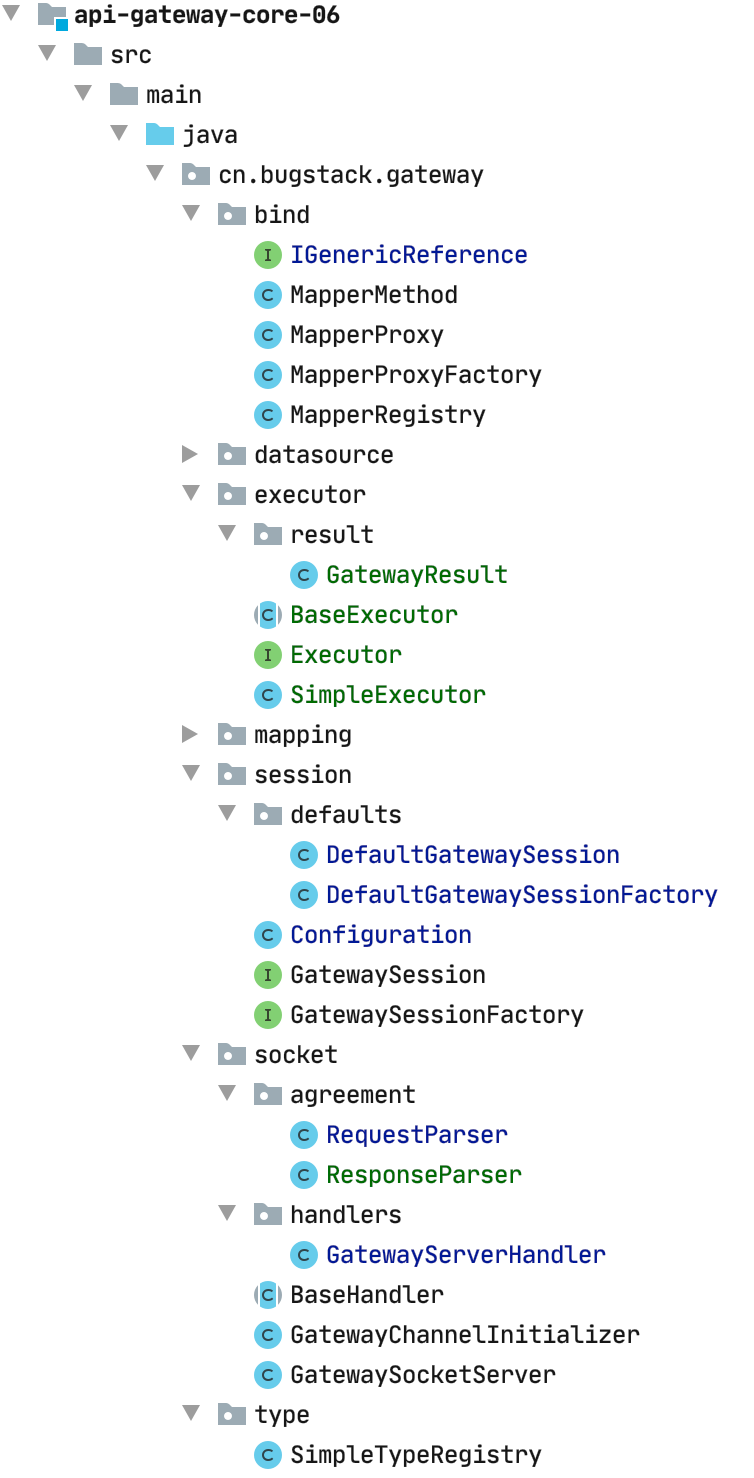 api-gateway-core-06
src
main
java
cn.bugstack.gateway
bind
I IGenericReference
C MapperMethod
C MapperProxy
C MapperProxyFactory
C MapperRegistry
datasource
executor
result
C GatewayResult
C BaseExecutor
I Executor
C SimpleExecutor
mapping
session
defaults
C DefaultGatewaySession
C DefaultGatewaySessionFactory
C Configuration
I GatewaySession
I GatewaySessionFactory
socket
agreement
C RequestParser
C ResponseParser
handlers
C GatewayServerHandler
C BaseHandler
C GatewayChannelInitializer
C GatewaySocketServer
type
C SimpleTypeRegistry